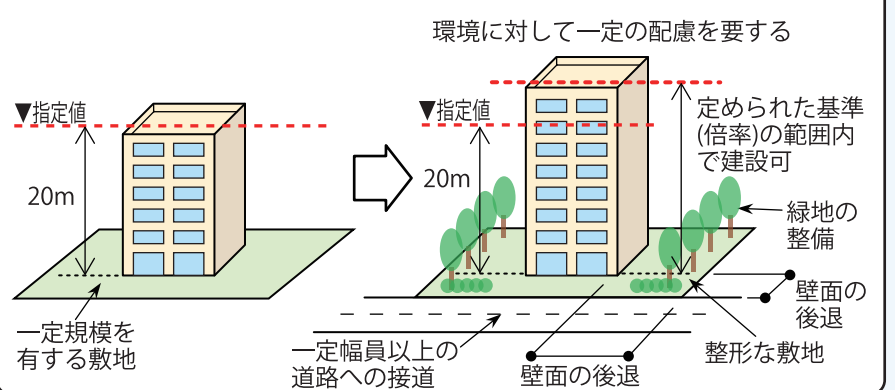 環境に対して一定の配慮を要する
▼指定値
20m
一定規模を
有する敷地
▼指定値
20m
定められた基準
(倍率)の範囲内
で建設可
緑地の
整備
壁面の
後退
整形な敷地
壁面の後退
一定幅員以上の
道路への接道